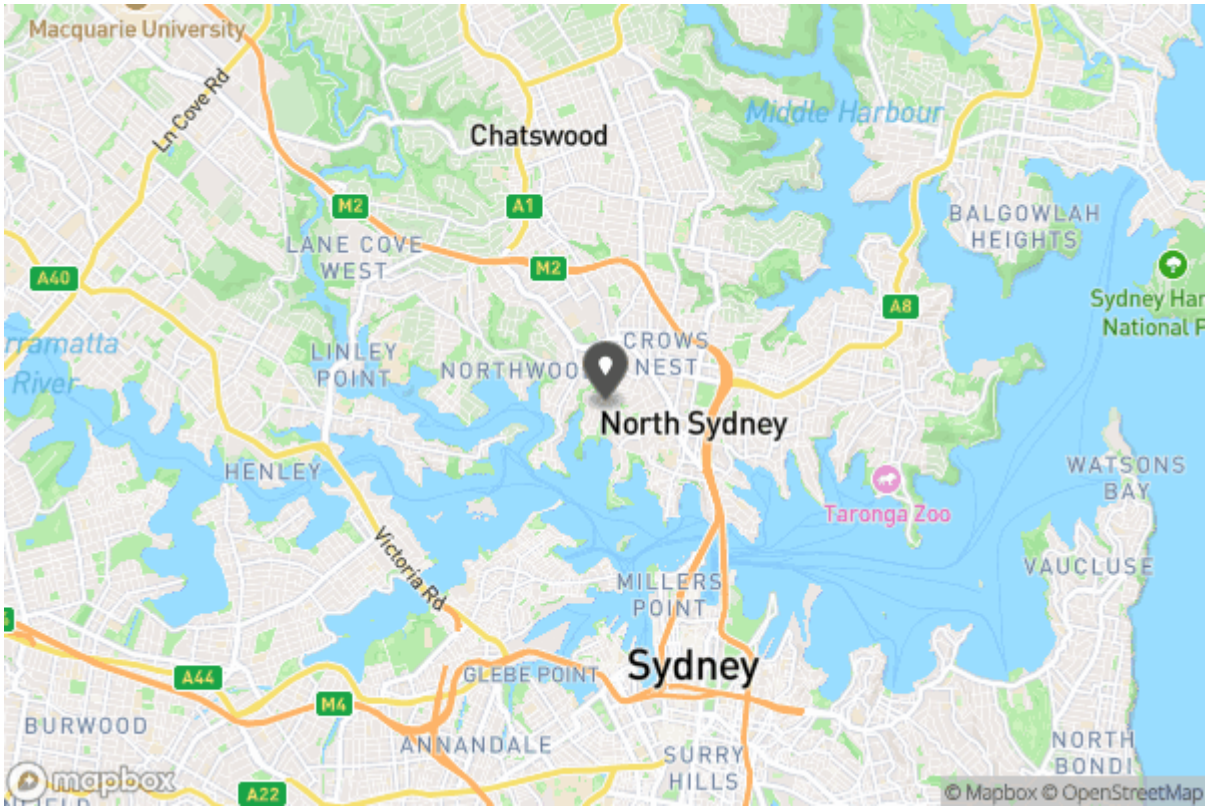 Macquarie University
Ln Cove Rd
Middle Harbour
Chatswood
M2
A1
BALGOWLAH
HEIGHTS
LANE COVE
WEST
A40
M2
A8
Sydney Har
National P
rramatta
River
LINLEY
POINT
NORTHWOO
CROWS
NEST
North Sydney
HENLEY
WATSONS
BAY
Taronga Zoo
Victoria Rd
MILLERS
POINT
VAUCLUSE
Sydney
GLEBE POINT
A44
M4
BURWOOD
ANNANDALE
SURRY
HILLS
NORTH
BONDI
mapbox
A22
© Mapbox © OpenStreetMap